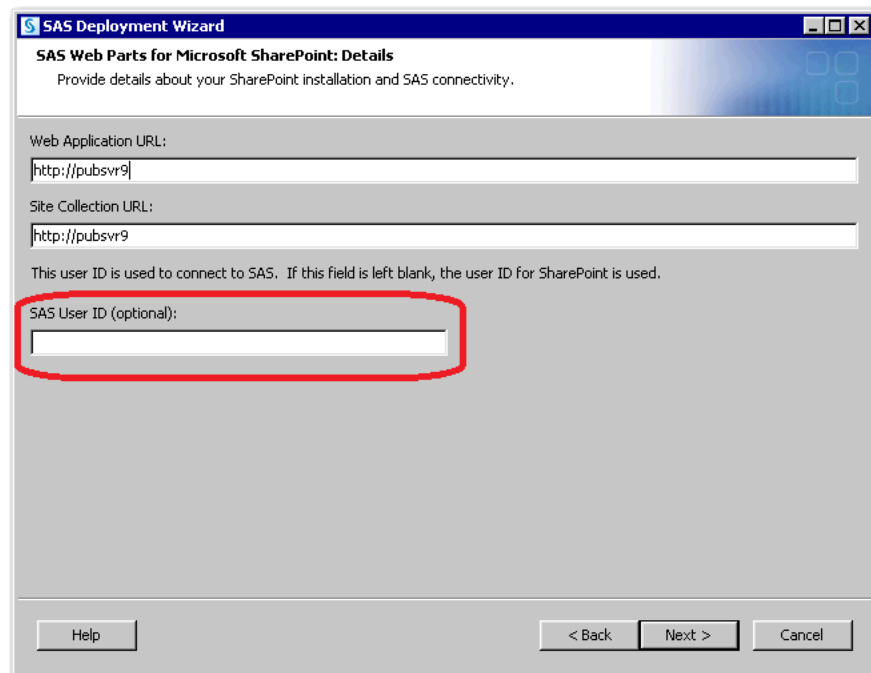 SAS Deployment Wizard
SAS Web Parts for Microsoft SharePoint: Details
Provide details about your SharePoint installation and SAS connectivity.
Web Application URL:
http://pubsvr9
Site Collection URL:
http://pubsvr9
This user ID is used to connect to SAS. If this field is left blank, the user ID for SharePoint is used.
SAS User ID (optional):
Help < Back Next > Cancel